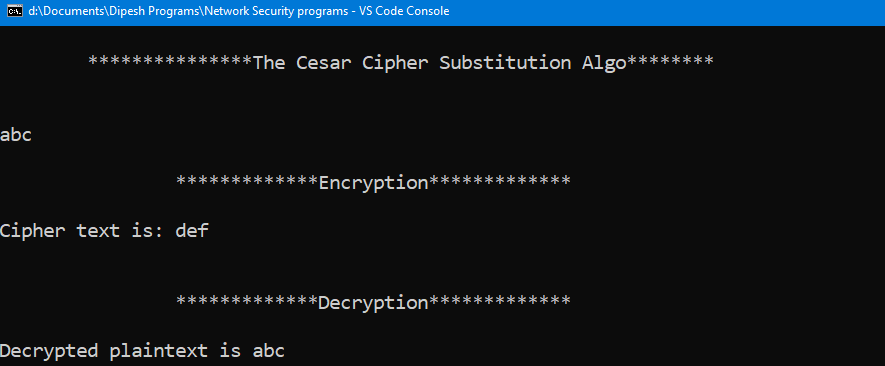 d:\Documents\Dipesh Programs\Network Security programs - VS Code Console
***************The Cesar Cipher Substitution Algo********
abc
*************Encryption*************
Cipher text is: def
*************Decryption*************
Decrypted plaintext is abc